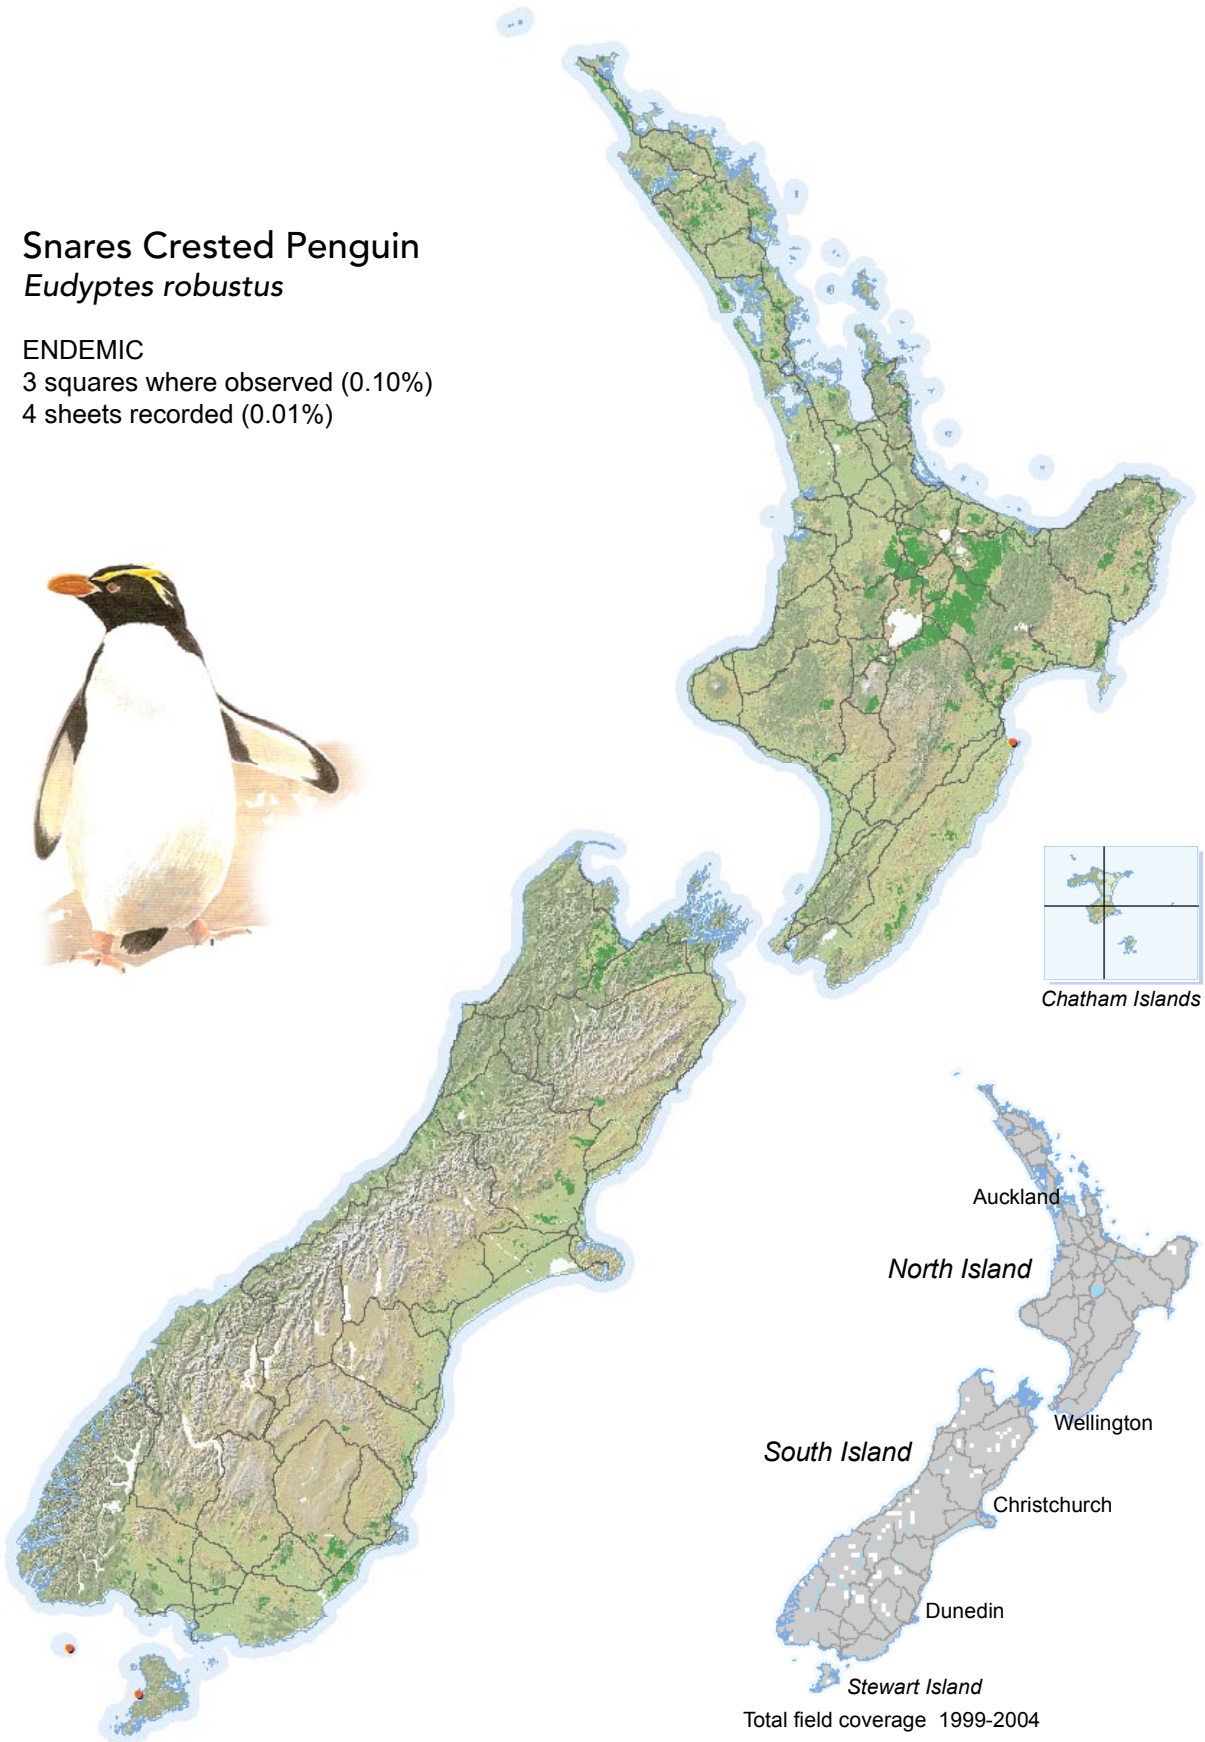 Snares Crested Penguin
Eudyptes robustus
ENDEMIC
3 squares where observed (0.10%)
4 sheets recorded (0.01%)
Chatham Islands
Auckland
North Island
Wellington
South Island
Christchurch
Dunedin
Stewart Island
Total field coverage 1999-2004